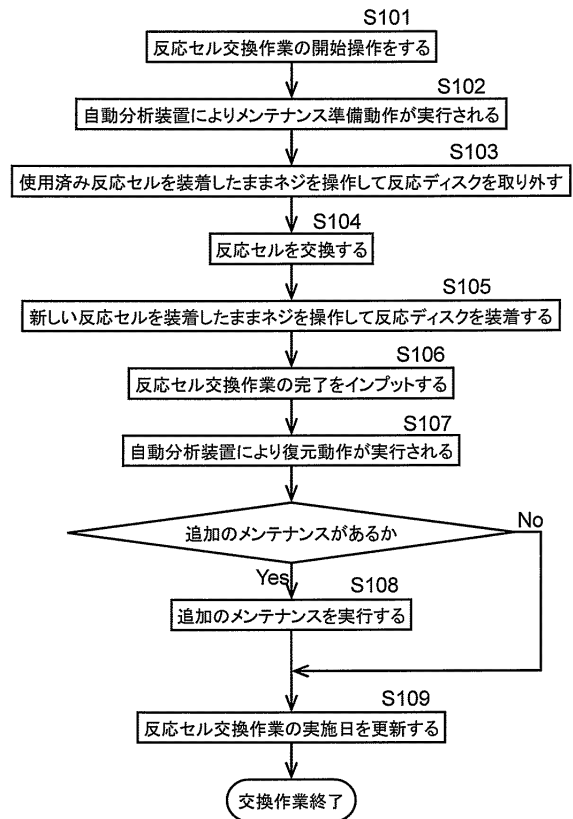 S101
反応セル交換作業の開始操作をする
S102
自動分析装置によりメンテナンス準備動作が実行される
S103
使用済み反応セルを装着したままネジを操作して反応ディスクを取り外す
S104
反応セルを交換する
S105
新しい反応セルを装着したままネジを操作して反応ディスクを装着する
S106
反応セル交換作業の完了をインプットする
S107
自動分析装置により復元動作が実行される
追加のメンテナンスがあるか
No
Yes
S108
追加のメンテナンスを実行する
S109
反応セル交換作業の実施日を更新する
交換作業終了